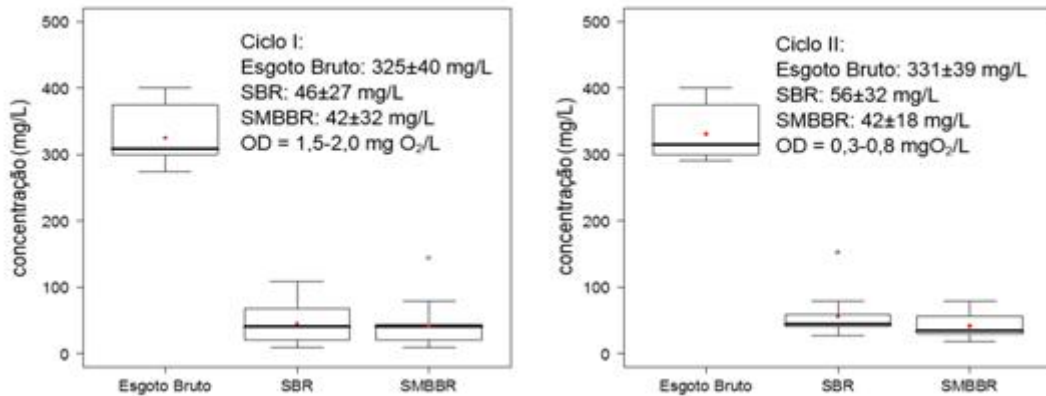 500
400
300
200
100
0
concentração (mg/L)
Ciclo I:
Esgoto Bruto: 325±40 mg/L
SBR: 46±27 mg/L
SMBBR: 42±32 mg/L
OD = 1,5-2,0 mg O₂/L
Esgoto Bruto SBR SMBBR
500
400
300
200
100
0
concentração (mg/L)
Ciclo II:
Esgoto Bruto: 331±39 mg/L
SBR: 56±32 mg/L
SMBBR: 42±18 mg/L
OD = 0,3-0,8 mgO₂/L
Esgoto Bruto SBR SMBBR